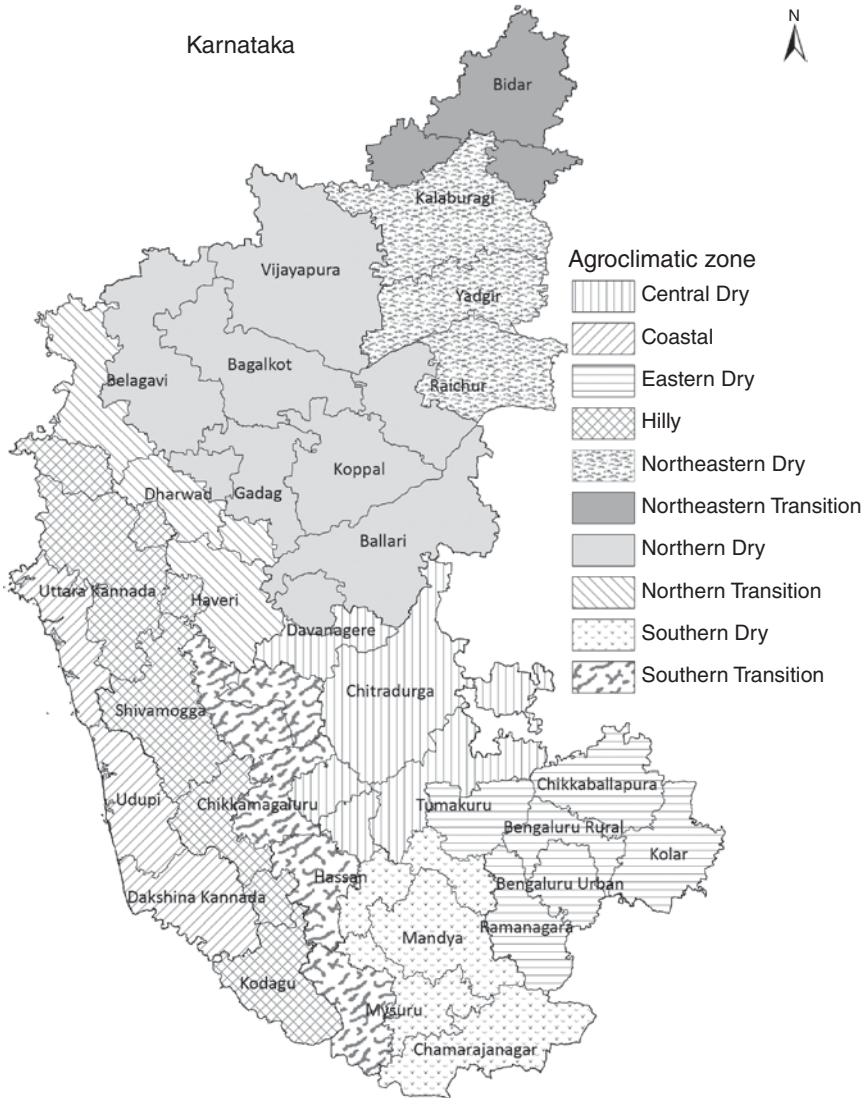 Karnataka
N
Bidar
Kalaburagi
Vijayapura
Yadgir
Bagalkot
Belagavi
Raichur
Koppal
Dharwad
Gadag
Ballari
Uttara Kannada
Haveri
Davanagere
Chitradurga
Shivamogga
Udupi
Chikkamagaluru
Tumakuru
Chikkaballapura
Bengaluru Rural
Kolar
Hassan
Bengaluru Urban
Dakshina Kannada
Ramanagara
Mandya
Kodagu
Mysuru
Chamarajanagar
Agroclimatic zone
Central Dry
Coastal
Eastern Dry
Hilly
Northeastern Dry
Northeastern Transition
Northern Dry
Northern Transition
Southern Dry
Southern Transition